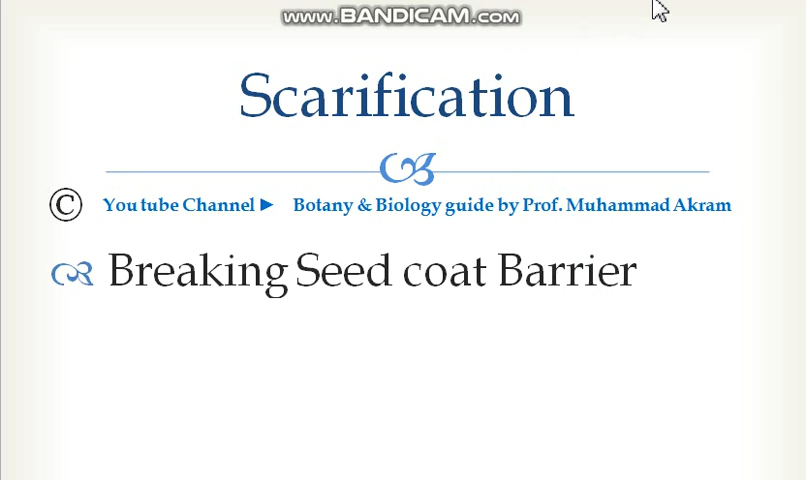 www.BANDICAM.com
Scarification
© You tube Channel ► Botany & Biology guide by Prof. Muhammad Akram
Breaking Seed coat Barrier